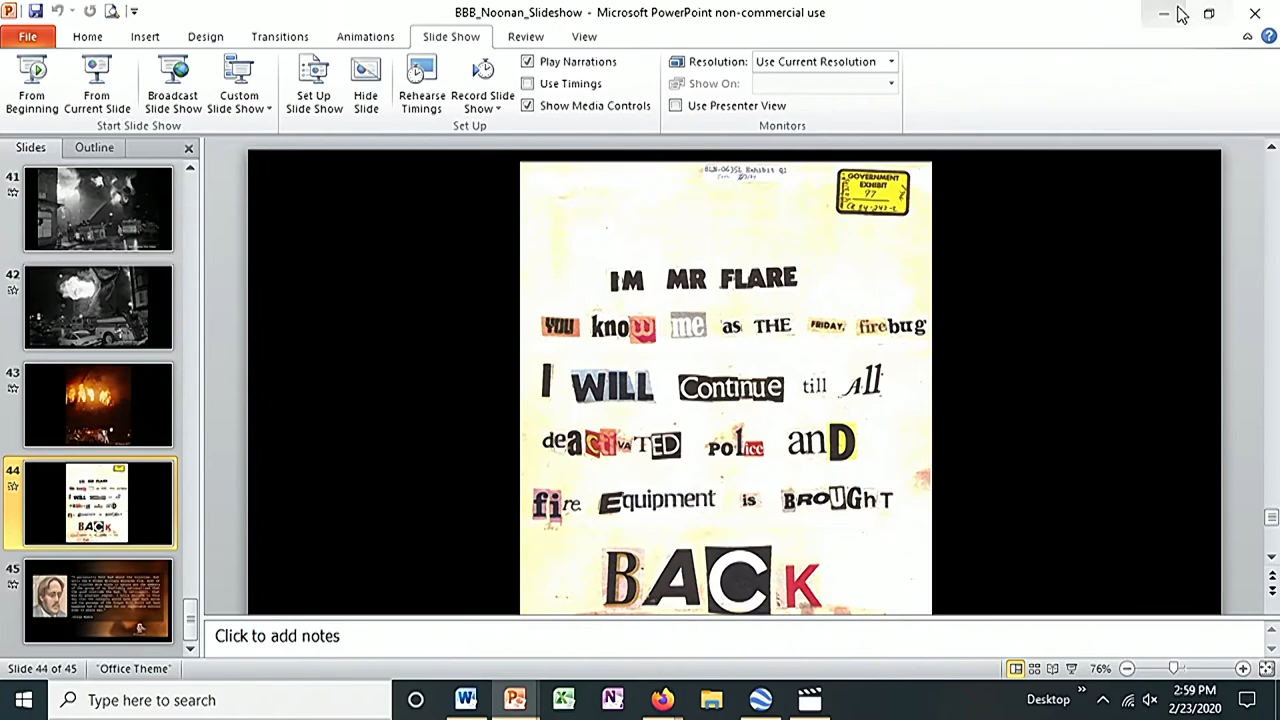 BBB_Noonan_Slideshow - Microsoft PowerPoint non-commercial use
File Home Insert Design Transitions Animations Slide Show Review View
From Beginning
From Current Slide
Broadcast Slide Show
Custom Slide Show
Start Slide Show
Set Up Slide Show
Hide Slide
Rehearse Timings
Record Slide Show
Play Narrations
Use Timings
Show Media Controls
Set Up
Resolution: Use Current Resolution
Show On:
Use Presenter View
Monitors
Slides Outline
41
42
43
44
45
Exhibit Q1
GOVERNMENT
EXHIBIT
97
IM MR FLARE
YOU know me as THE FRIDAY, firebug
I WILL Continue till All
deactiVATED police anD
fire Equipment is BROUGhT
BACK
Click to add notes
Slide 44 of 45 "Office Theme" 76%
Type here to search
Desktop
2:59 PM
2/23/2020